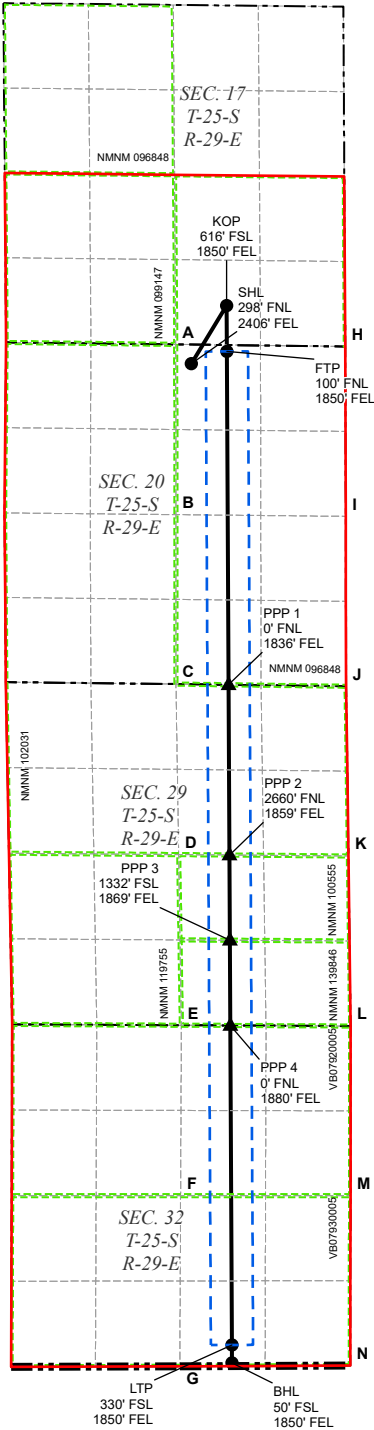 SEC. 17
T-25-S
R-29-E
NMNM 096848
KOP
616' FSL
1850' FEL
NMNM 099147
SHL
298' FNL
2406' FEL
A
H
FTP
100' FNL
1850' FEL
SEC. 20
T-25-S
R-29-E
B
I
PPP 1
0' FNL
1836' FEL
C
NMNM 096848
J
NMNM 102031
SEC. 29
T-25-S
R-29-E
PPP 2
2660' FNL
1859' FEL
D
K
PPP 3
1332' FSL
1869' FEL
NMNM 100555
NMNM 119755
NMNM 139846
E
L
PPP 4
0' FNL
1880' FEL
VB07920005
F
M
SEC. 32
T-25-S
R-29-E
VB07930005
N
G
LTP
330' FSL
1850' FEL
BHL
50' FSL
1850' FEL